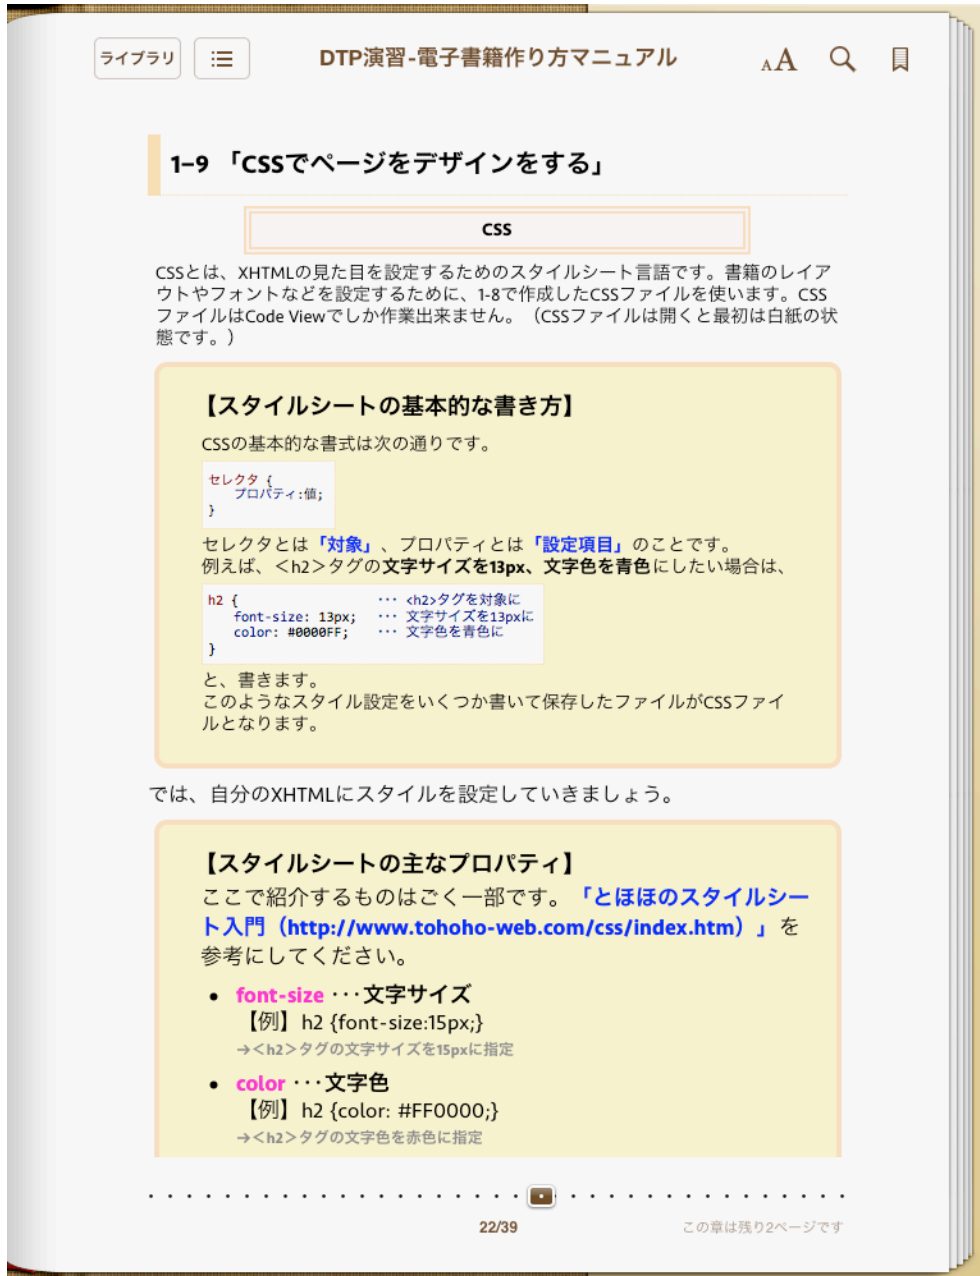 ライブラリ
DTP演習-電子書籍作り方マニュアル
AA
1–9 「CSSでページをデザインをする」
CSS
CSSとは、XHTMLの見た目を設定するためのスタイルシート言語です。書籍のレイア
ウトやフォントなどを設定するために、1-8で作成したCSSファイルを使います。CSS
ファイルはCode Viewでしか作業出来ません。（CSSファイルは開くと最初は白紙の状
態です。）
【スタイルシートの基本的な書き方】
CSSの基本的な書式は次の通りです。
セレクタ {
プロパティ:値;
}
セレクタとは「対象」、プロパティとは「設定項目」のことです。
例えば、＜h2＞タグの文字サイズを13px、文字色を青色にしたい場合は、
h2 { … <h2>タグを対象に
font-size: 13px; … 文字サイズを13pxに
color: #0000FF; … 文字色を青色に
}
と、書きます。
このようなスタイル設定をいくつか書いて保存したファイルがCSSファイ
ルとなります。
では、自分のXHTMLにスタイルを設定していきましょう。
【スタイルシートの主なプロパティ】
ここで紹介するものはごく一部です。「とほほのスタイルシー
ト入門（http://www.tohoho-web.com/css/index.htm）」を
参考にしてください。
• font-size ･･･文字サイズ
【例】h2 {font-size:15px;}
→＜h2＞タグの文字サイズを15pxに指定
• color ･･･文字色
【例】h2 {color: #FF0000;}
→＜h2＞タグの文字色を赤色に指定
22/39
この章は残り2ページです